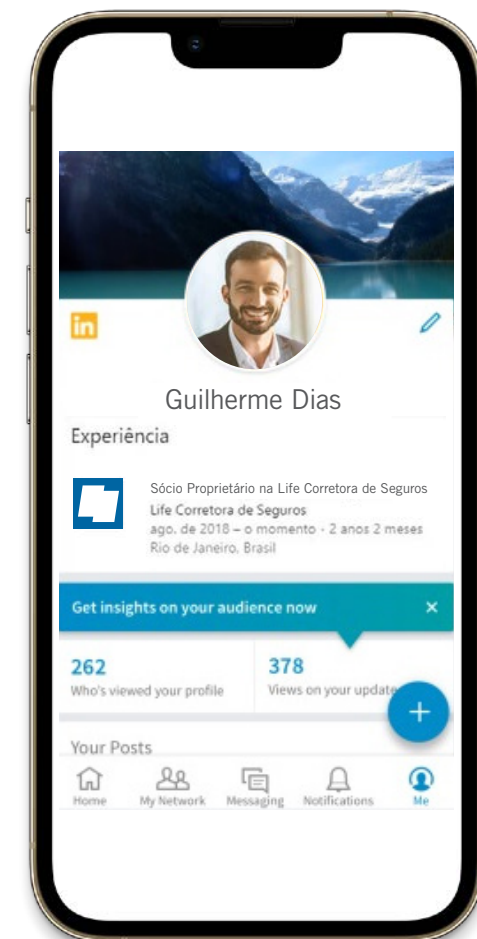 in
Guilherme Dias
Experiência
Sócio Proprietário na Life Corretora de Seguros
Life Corretora de Seguros
ago. de 2018 – o momento - 2 anos 2 meses
Rio de Janeiro, Brasil
Get insights on your audience now
262
Who's viewed your profile
378
Views on your update
Your Posts
Home
My Network
Messaging
Notifications
Me